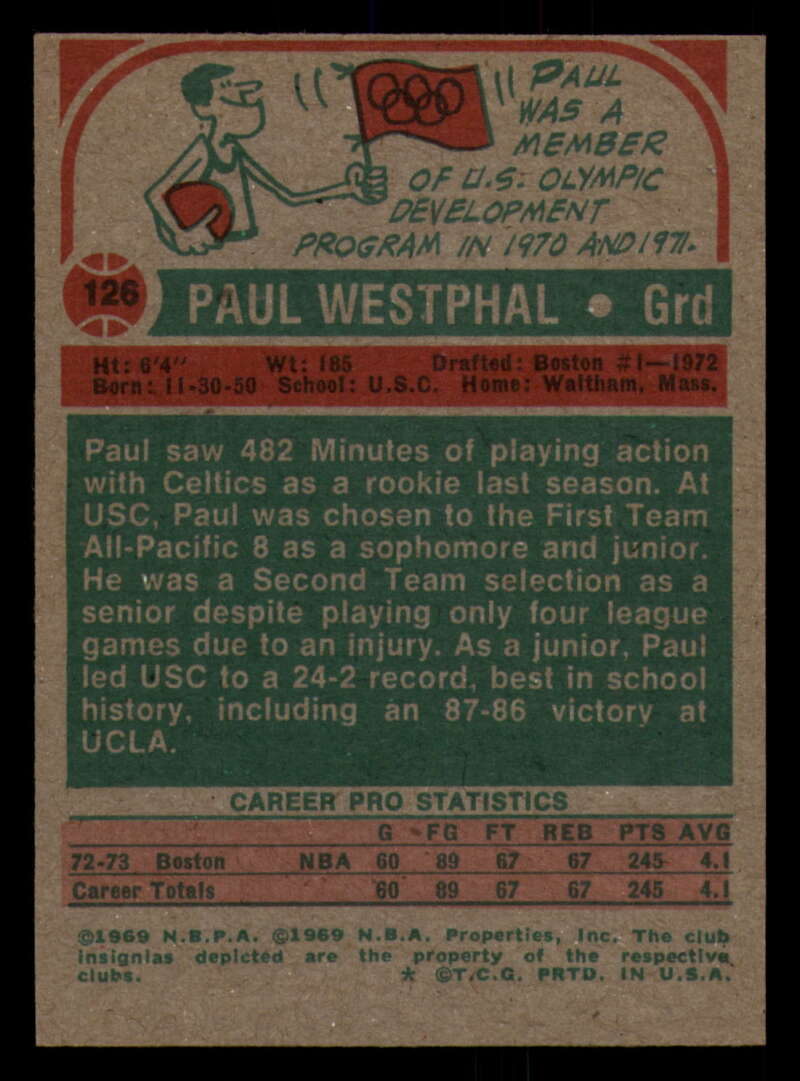 PAUL
WAS A
MEMBER
OF U.S. OLYMPIC
DEVELOPMENT
PROGRAM IN 1970 AND 1971.
126 PAUL WESTPHAL • Grd
Ht: 6'4" Wt: 185 Drafted: Boston #1—1972
Born: 11-30-50 School: U.S.C. Home: Waltham, Mass.
Paul saw 482 Minutes of playing action
with Celtics as a rookie last season. At
USC, Paul was chosen to the First Team
All-Pacific 8 as a sophomore and junior.
He was a Second Team selection as a
senior despite playing only four league
games due to an injury. As a junior, Paul
led USC to a 24-2 record, best in school
history, including an 87-86 victory at
UCLA.
CAREER PRO STATISTICS
G FG FT REB PTS AVG
72-73 Boston NBA 60 89 67 67 245 4.1
Career Totals 60 89 67 67 245 4.1
©1969 N.B.P.A. ©1969 N.B.A. Properties, Inc. The club
insignias depicted are the property of the respective
clubs. * ©T.C.G. PRTD. IN U.S.A.